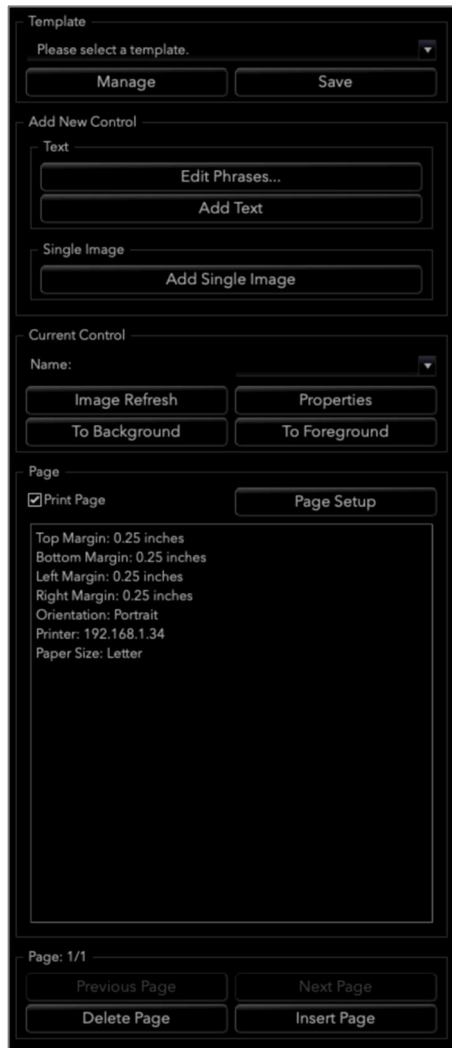 Template
Please select a template.
Manage Save
Add New Control
Text
Edit Phrases...
Add Text
Single Image
Add Single Image
Current Control
Name:
Image Refresh Properties
To Background To Foreground
Page
Print Page Page Setup
Top Margin: 0.25 inches
Bottom Margin: 0.25 inches
Left Margin: 0.25 inches
Right Margin: 0.25 inches
Orientation: Portrait
Printer: 192.168.1.34
Paper Size: Letter
Page: 1/1
Previous Page Next Page
Delete Page Insert Page